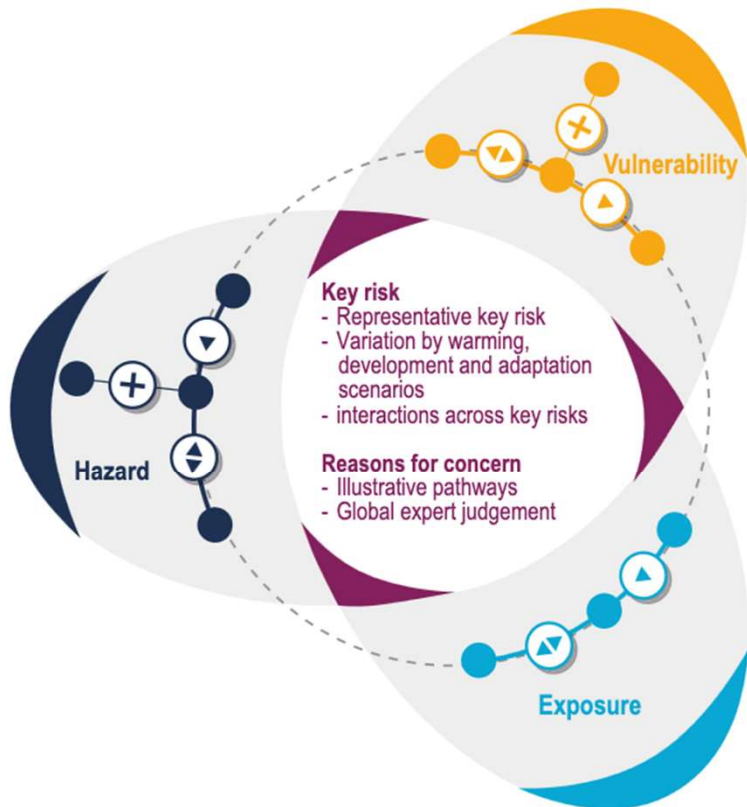 Vulnerability
Key risk
- Representative key risk
- Variation by warming,
development and adaptation
scenarios
- interactions across key risks
Hazard
Reasons for concern
- Illustrative pathways
- Global expert judgement
Exposure